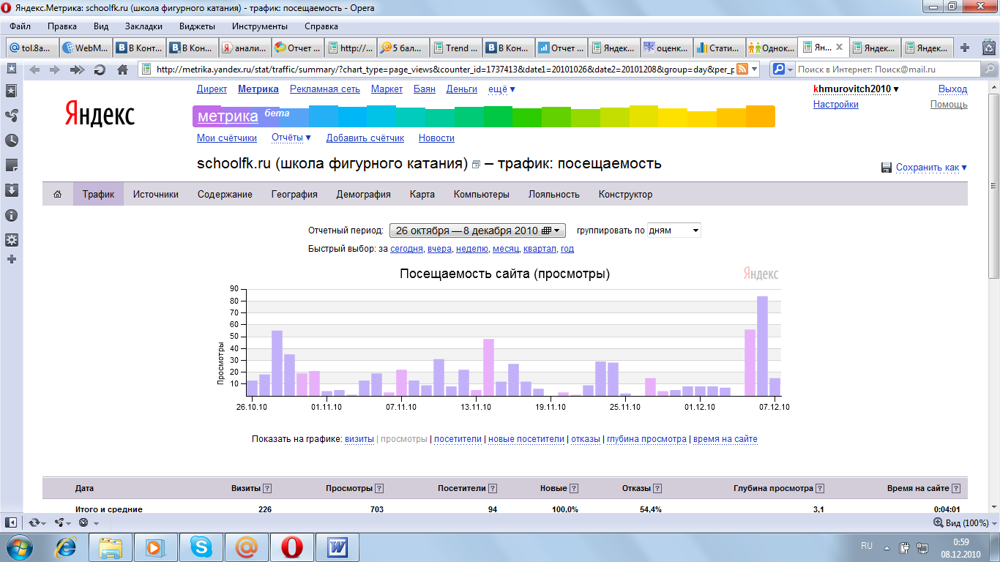 Яндекс.Метрика: schoolfk.ru (школа фигурного катания) - трафик: посещаемость - Opera
Файл Правка Вид Закладки Виджеты Инструменты Справка
tol.8a... WebM... В Конт... В Кон... анали... Отчет ... http://... 5 бал... Trend ... В Кон... Отчет ... Яндек... оценк... Стати... Однок... Ян... Яндек... Яндек...
http://metrika.yandex.ru/stat/traffic/summary/?chart_type=page_views&counter_id=1737413&date1=20101026&date2=20101208&group=day&per_p
Поиск в Интернет: Поиск@mail.ru
Директ Метрика Рекламная сеть Маркет Баян Деньги ещё ▼
khmurovitch2010 ▼ Выход
Яндекс
метрика бета
Настройки Помощь
Мои счётчики Отчёты ▼ Добавить счётчик Новости
schoolfk.ru (школа фигурного катания) – трафик: посещаемость
Сохранить как ▼
Трафик Источники Содержание География Демография Карта Компьютеры Лояльность Конструктор
Отчетный период: 26 октября — 8 декабря 2010 группировать по дням
Быстрый выбор: за сегодня, вчера, неделю, месяц, квартал, год
Посещаемость сайта (просмотры)
Яндекс
Просмотры
90
80
70
60
50
40
30
20
10
26.10.10 01.11.10 07.11.10 13.11.10 19.11.10 25.11.10 01.12.10 07.12.10
Показать на графике: визиты | просмотры | посетители | новые посетители | отказы | глубина просмотра | время на сайте
Дата Визиты ? Просмотры ? Посетители ? Новые ? Отказы ? Глубина просмотра ? Время на сайте ?
Итого и средние 226 703 94 100,0% 54,4% 3,1 0:04:01
Вид (100%)
RU
0:59
08.12.2010